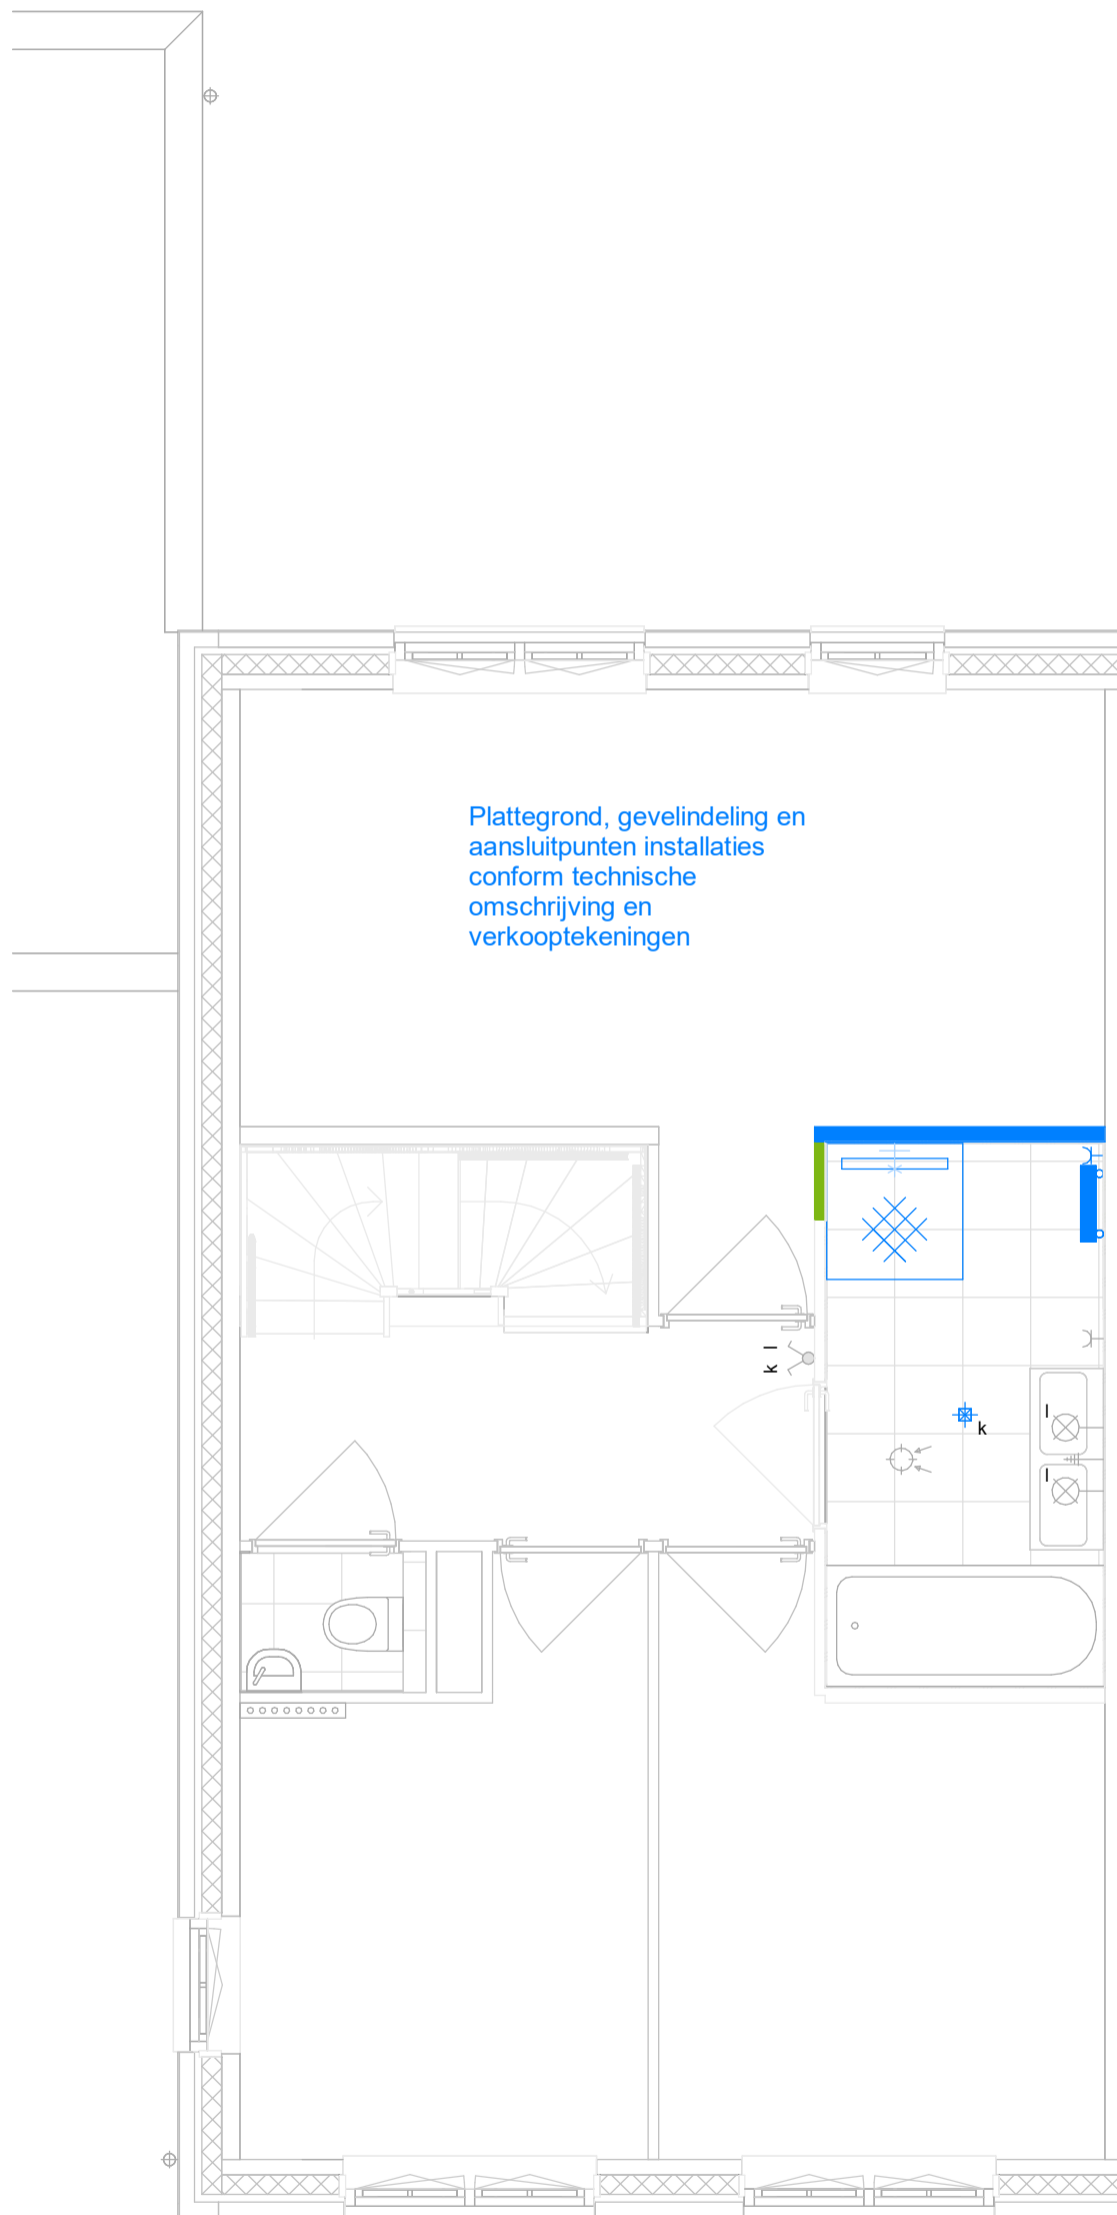 Plattegrond, gevelindeling en
aansluitpunten installaties
conform technische
omschrijving en
verkooptekeningen
k l
l
k
l